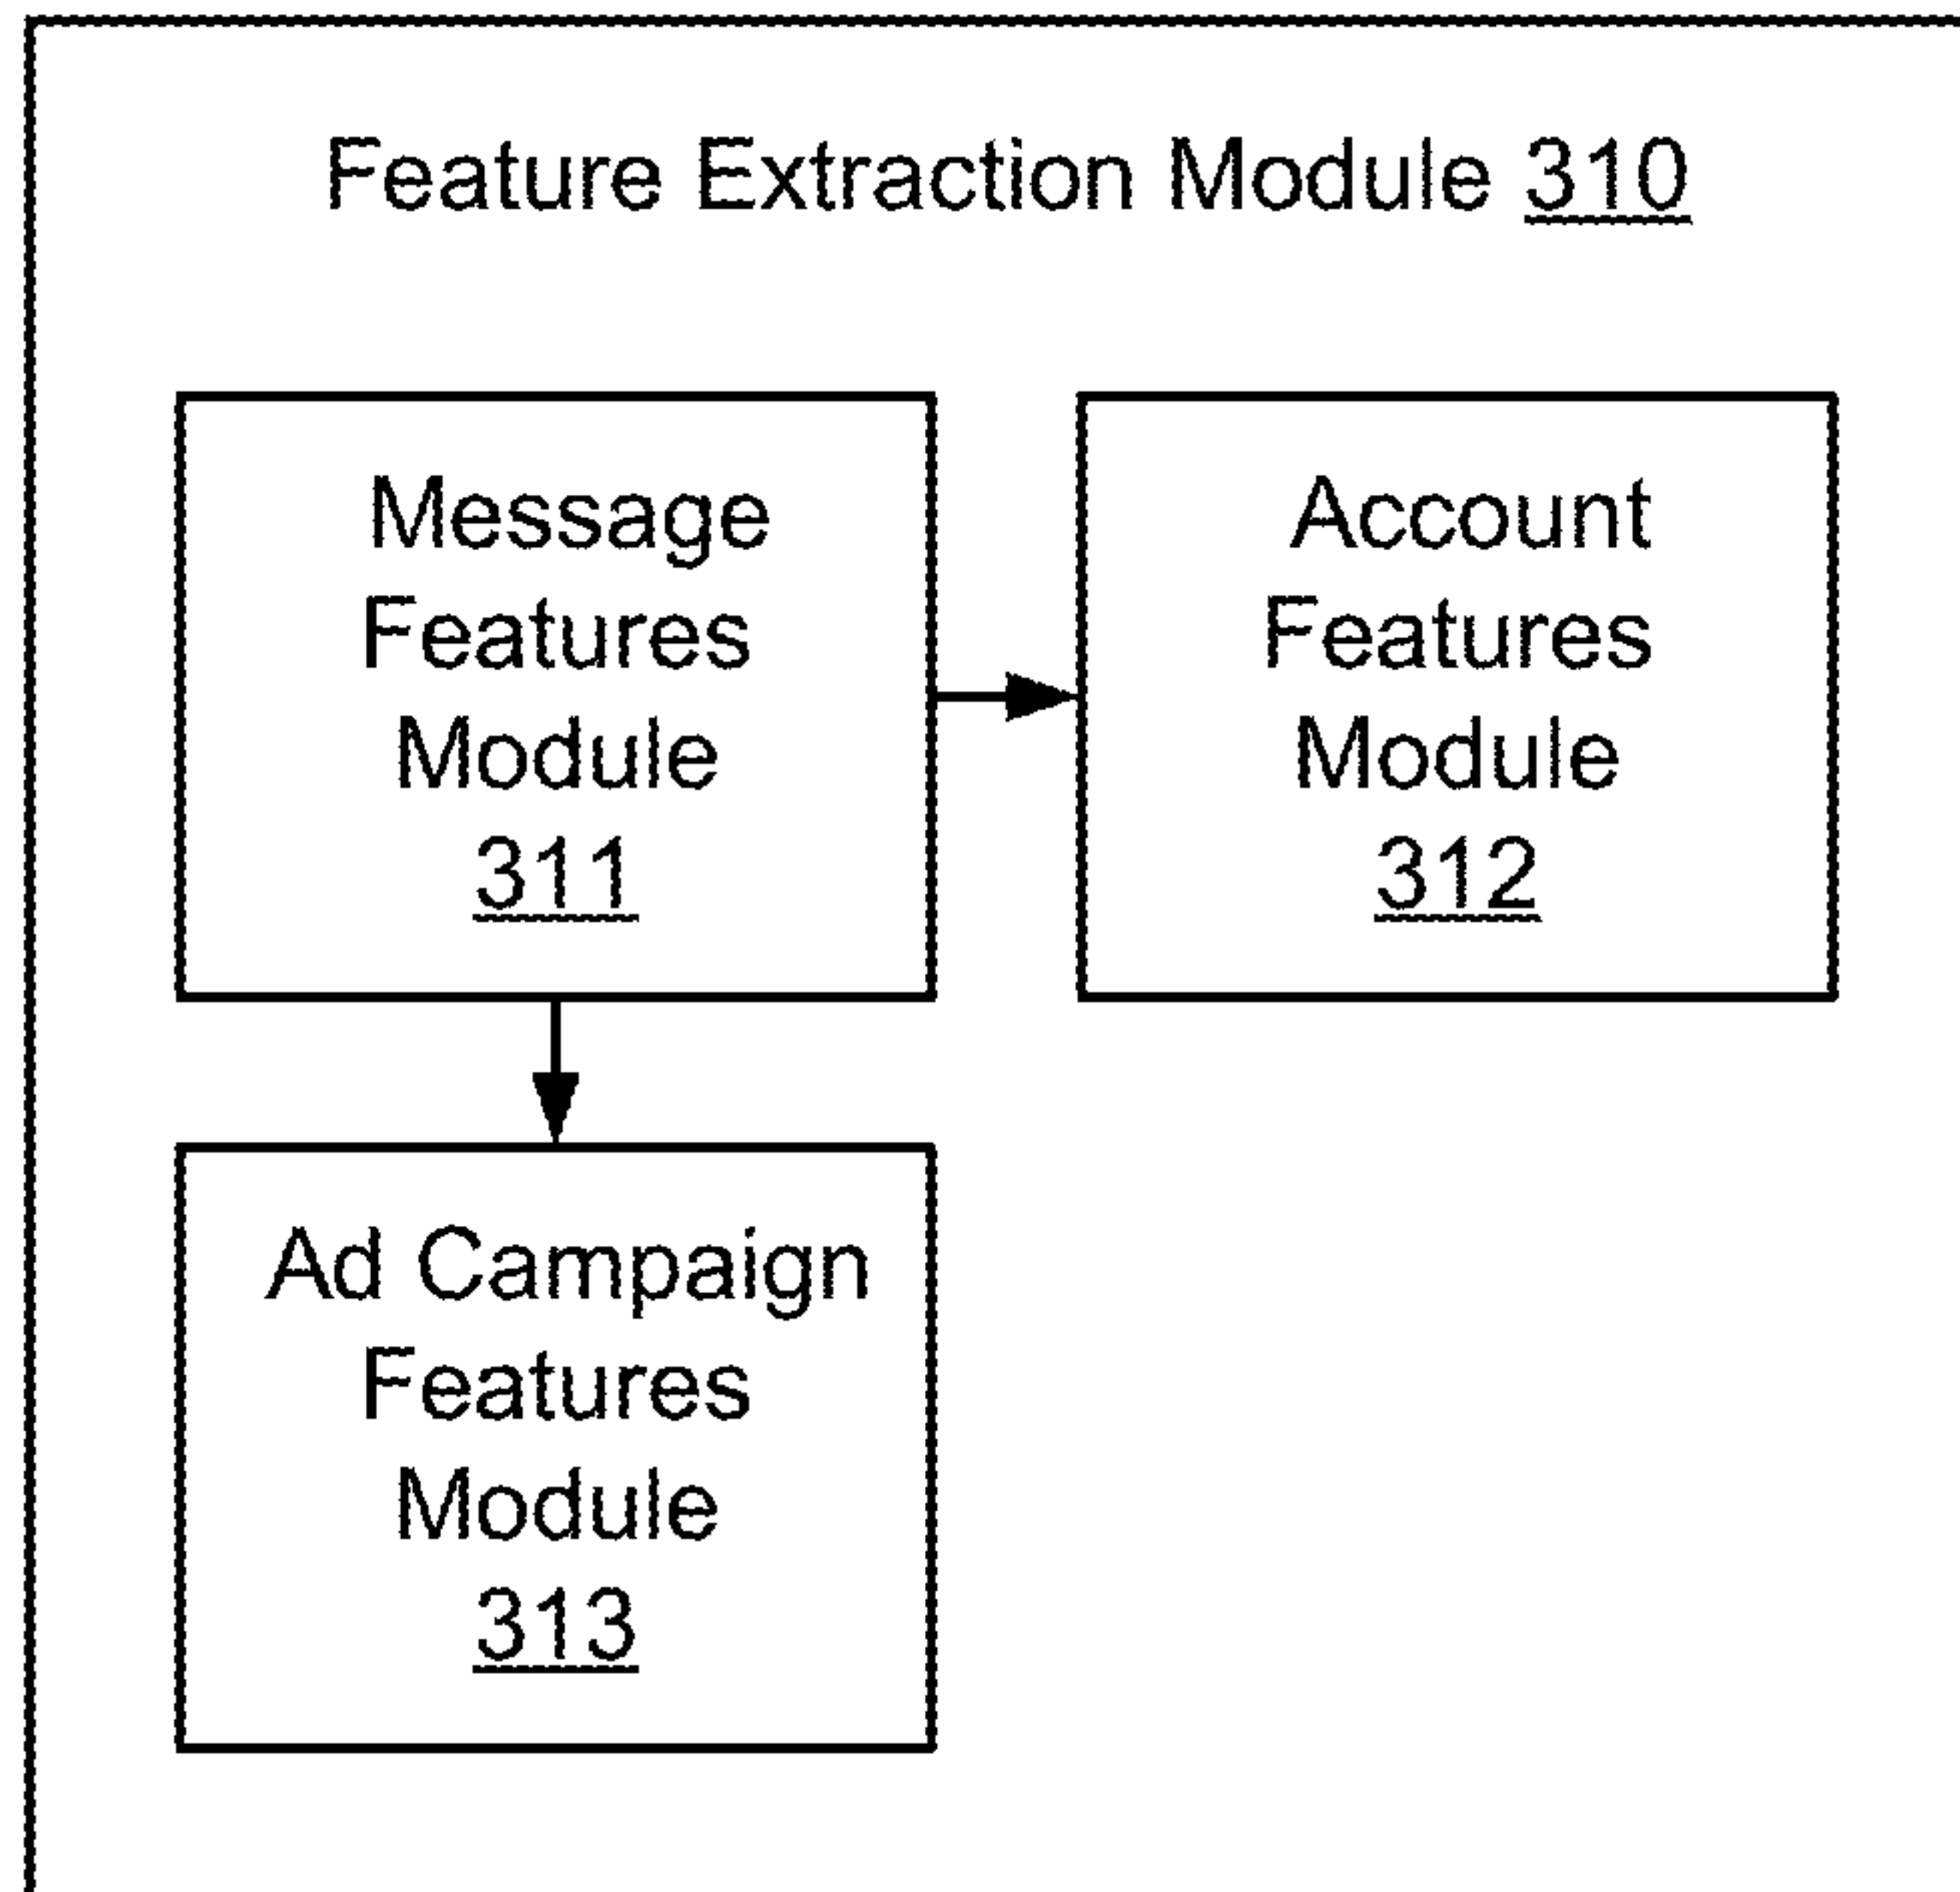 Feature Extraction Module 310
Message
Features
Module
311
Account
Features
Module
312
Ad Campaign
Features
Module
313